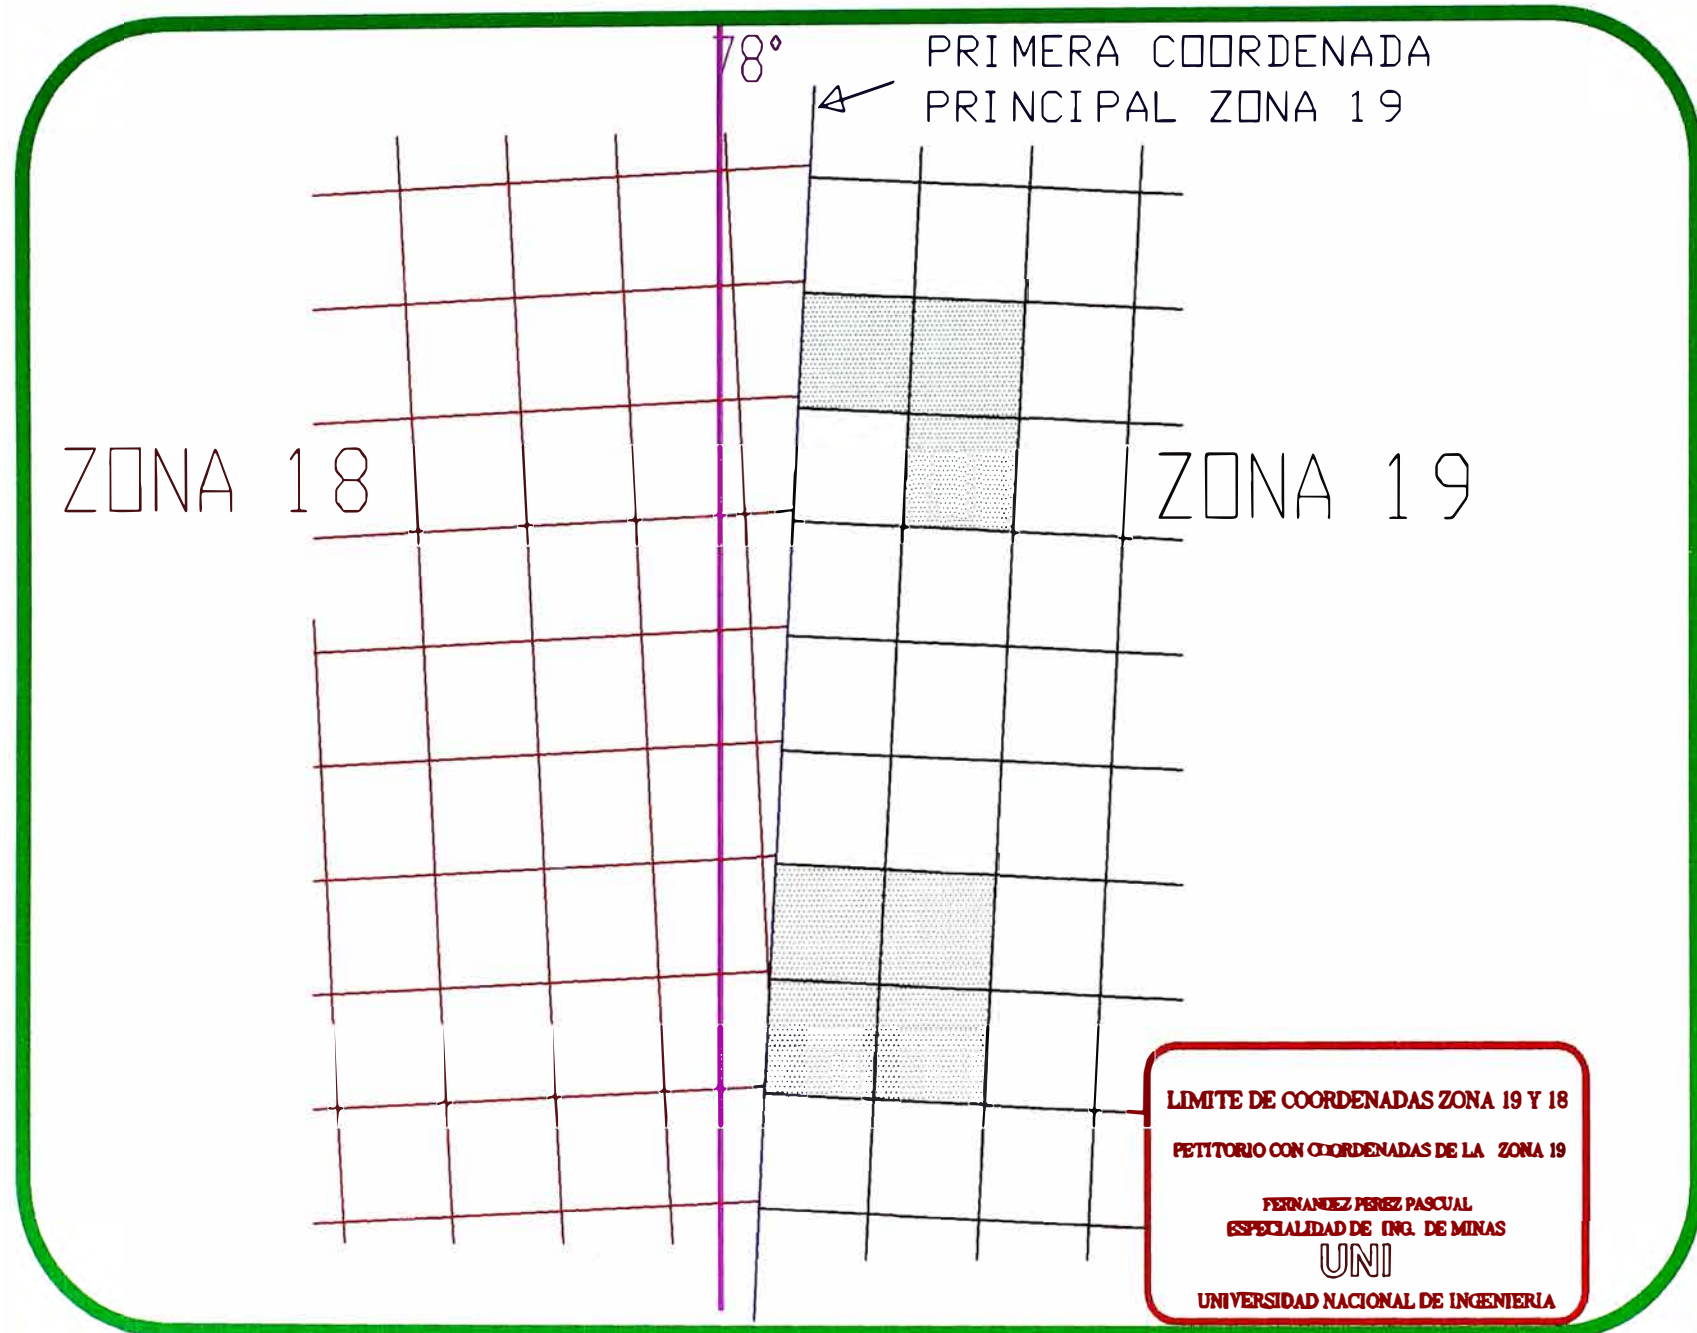 78°
PRIMERA COORDENADA
PRINCIPAL ZONA 19
ZONA 18
ZONA 19
LIMITE DE COORDENADAS ZONA 19 Y 18
PETITORIO CON COORDENADAS DE LA ZONA 19
FERNANDEZ PEREZ PASCUAL
ESPECIALIDAD DE ING. DE MINAS
UNI
UNIVERSIDAD NACIONAL DE INGENIERIA